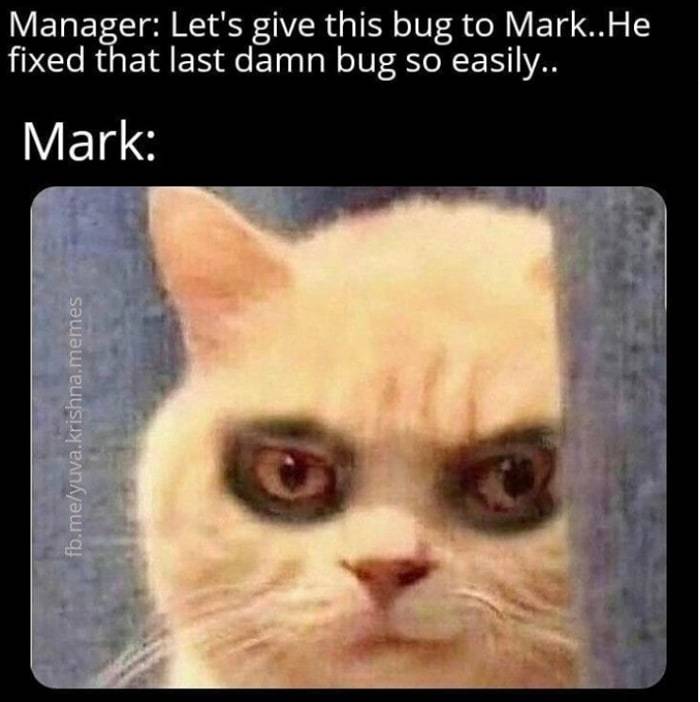 Manager: Let's give this bug to Mark..He
fixed that last damn bug so easily..
Mark:
fb.me/yuva.krishna.memes